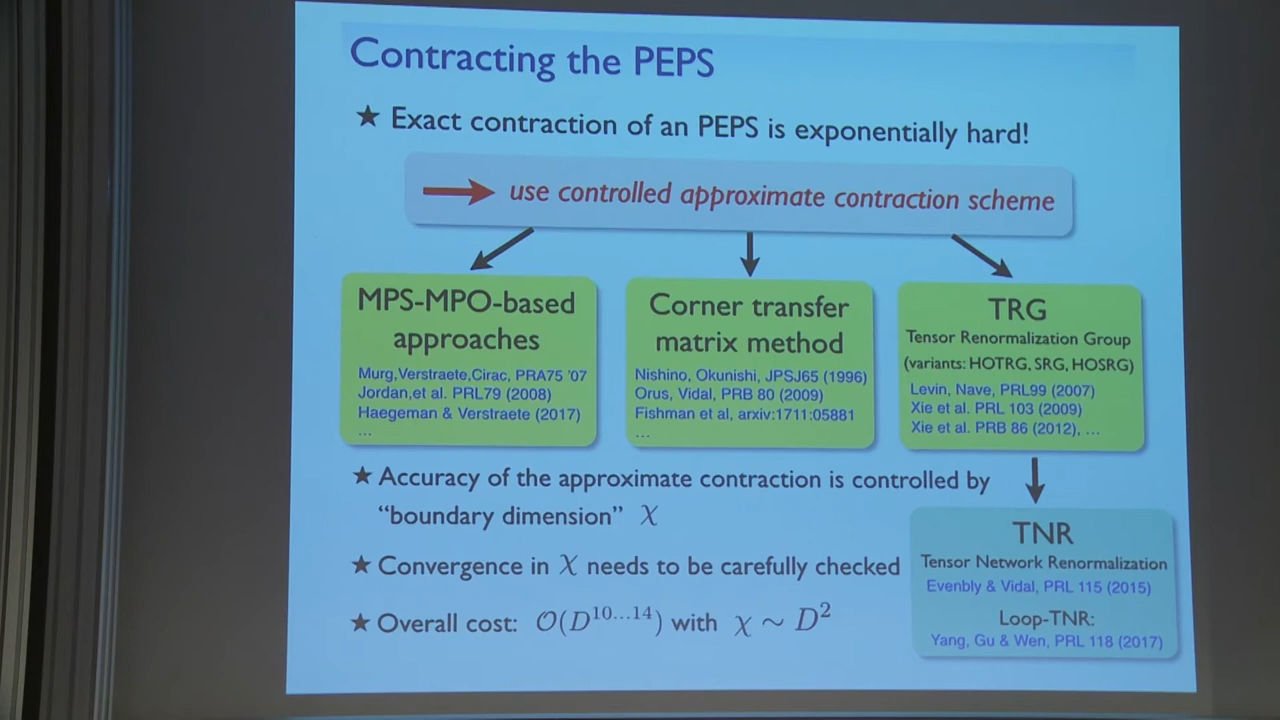 Contracting the PEPS
★ Exact contraction of an PEPS is exponentially hard!
use controlled approximate contraction scheme
MPS-MPO-based
approaches
Murg,Verstraete,Cirac, PRA75 '07
Jordan,et al. PRL79 (2008)
Haegeman & Verstraete (2017)
...
Corner transfer
matrix method
Nishino, Okunishi, JPSJ65 (1996)
Orus, Vidal, PRB 80 (2009)
Fishman et al, arxiv:1711:05881
...
TRG
Tensor Renormalization Group
(variants: HOTRG, SRG, HOSRG)
Levin, Nave, PRL99 (2007)
Xie et al. PRL 103 (2009)
Xie et al. PRB 86 (2012), ...
★ Accuracy of the approximate contraction is controlled by
“boundary dimension” χ
★ Convergence in χ needs to be carefully checked
★ Overall cost: 𝒪(D^{10...14}) with χ ~ D²
TNR
Tensor Network Renormalization
Evenbly & Vidal, PRL 115 (2015)
Loop-TNR:
Yang, Gu & Wen, PRL 118 (2017)